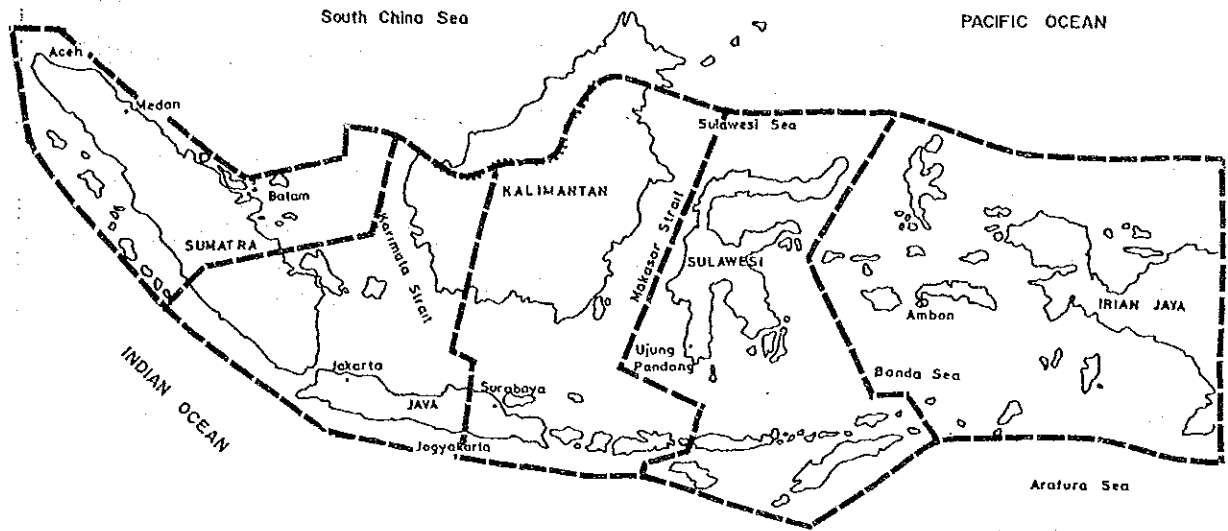 South China Sea
PACIFIC OCEAN
Aceh
Medan
Sulawesi Sea
Batam
KALIMANTAN
SUMATRA
Karimata Strait
Makasar Strait
SULAWESI
IRIAN JAYA
Ambon
INDIAN OCEAN
Ujung
Pandang
Jakarta
Banda Sea
Surabaya
JAVA
Jogyakarta
Arafura Sea